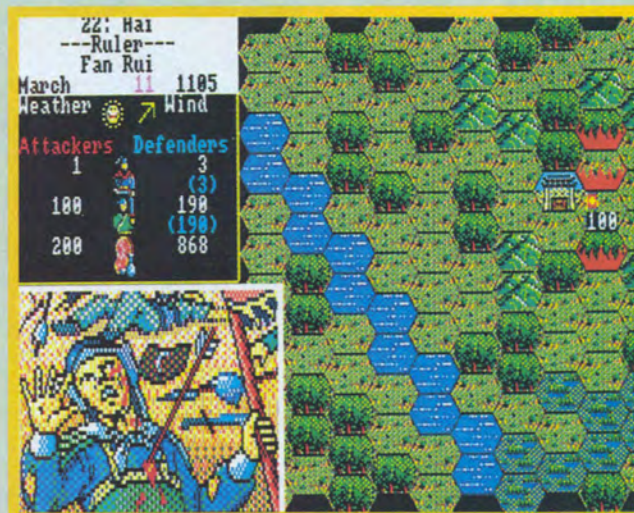 22: Hai
---Ruler---
Fan Rui
March 11 1105
Weather Wind
Attackers Defenders
1 3
(3)
100 190
(190)
200 868
100